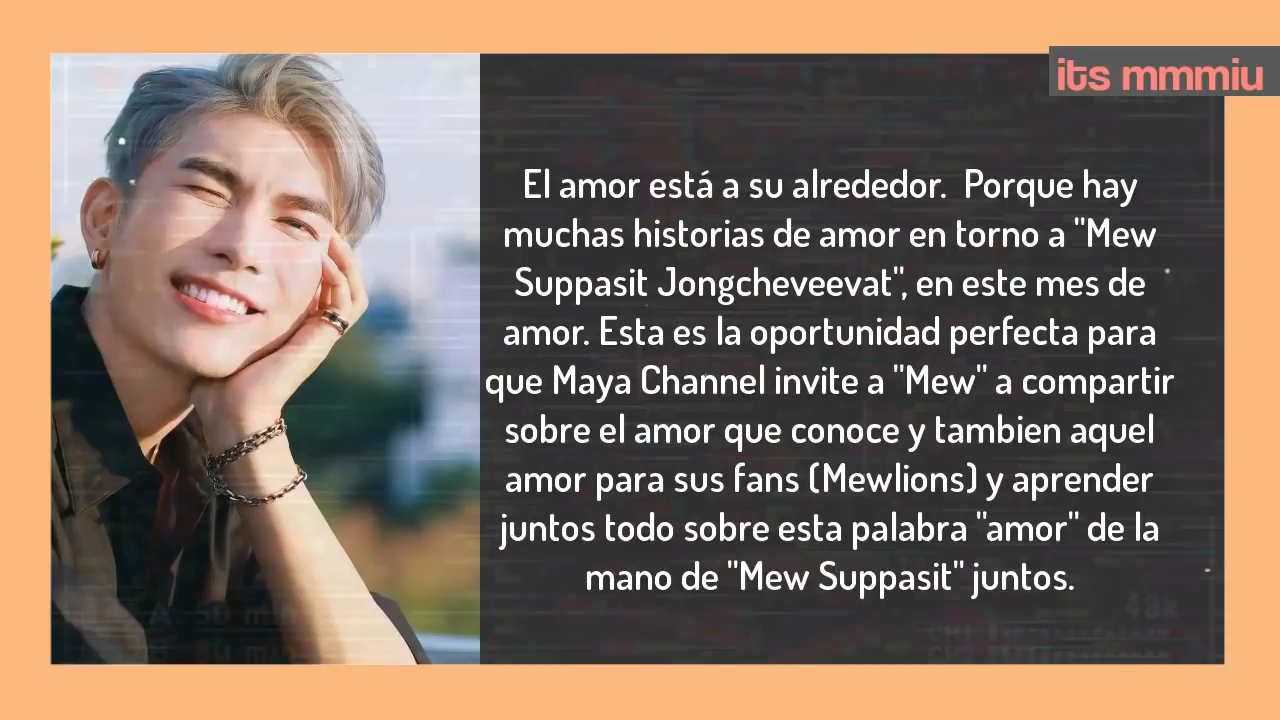 its mmmiu
El amor está a su alrededor. Porque hay
muchas historias de amor en torno a "Mew
Suppasit Jongcheveevat", en este mes de
amor. Esta es la oportunidad perfecta para
que Maya Channel invite a "Mew" a compartir
sobre el amor que conoce y tambien aquel
amor para sus fans (Mewlions) y aprender
juntos todo sobre esta palabra "amor" de la
mano de "Mew Suppasit" juntos.
48k